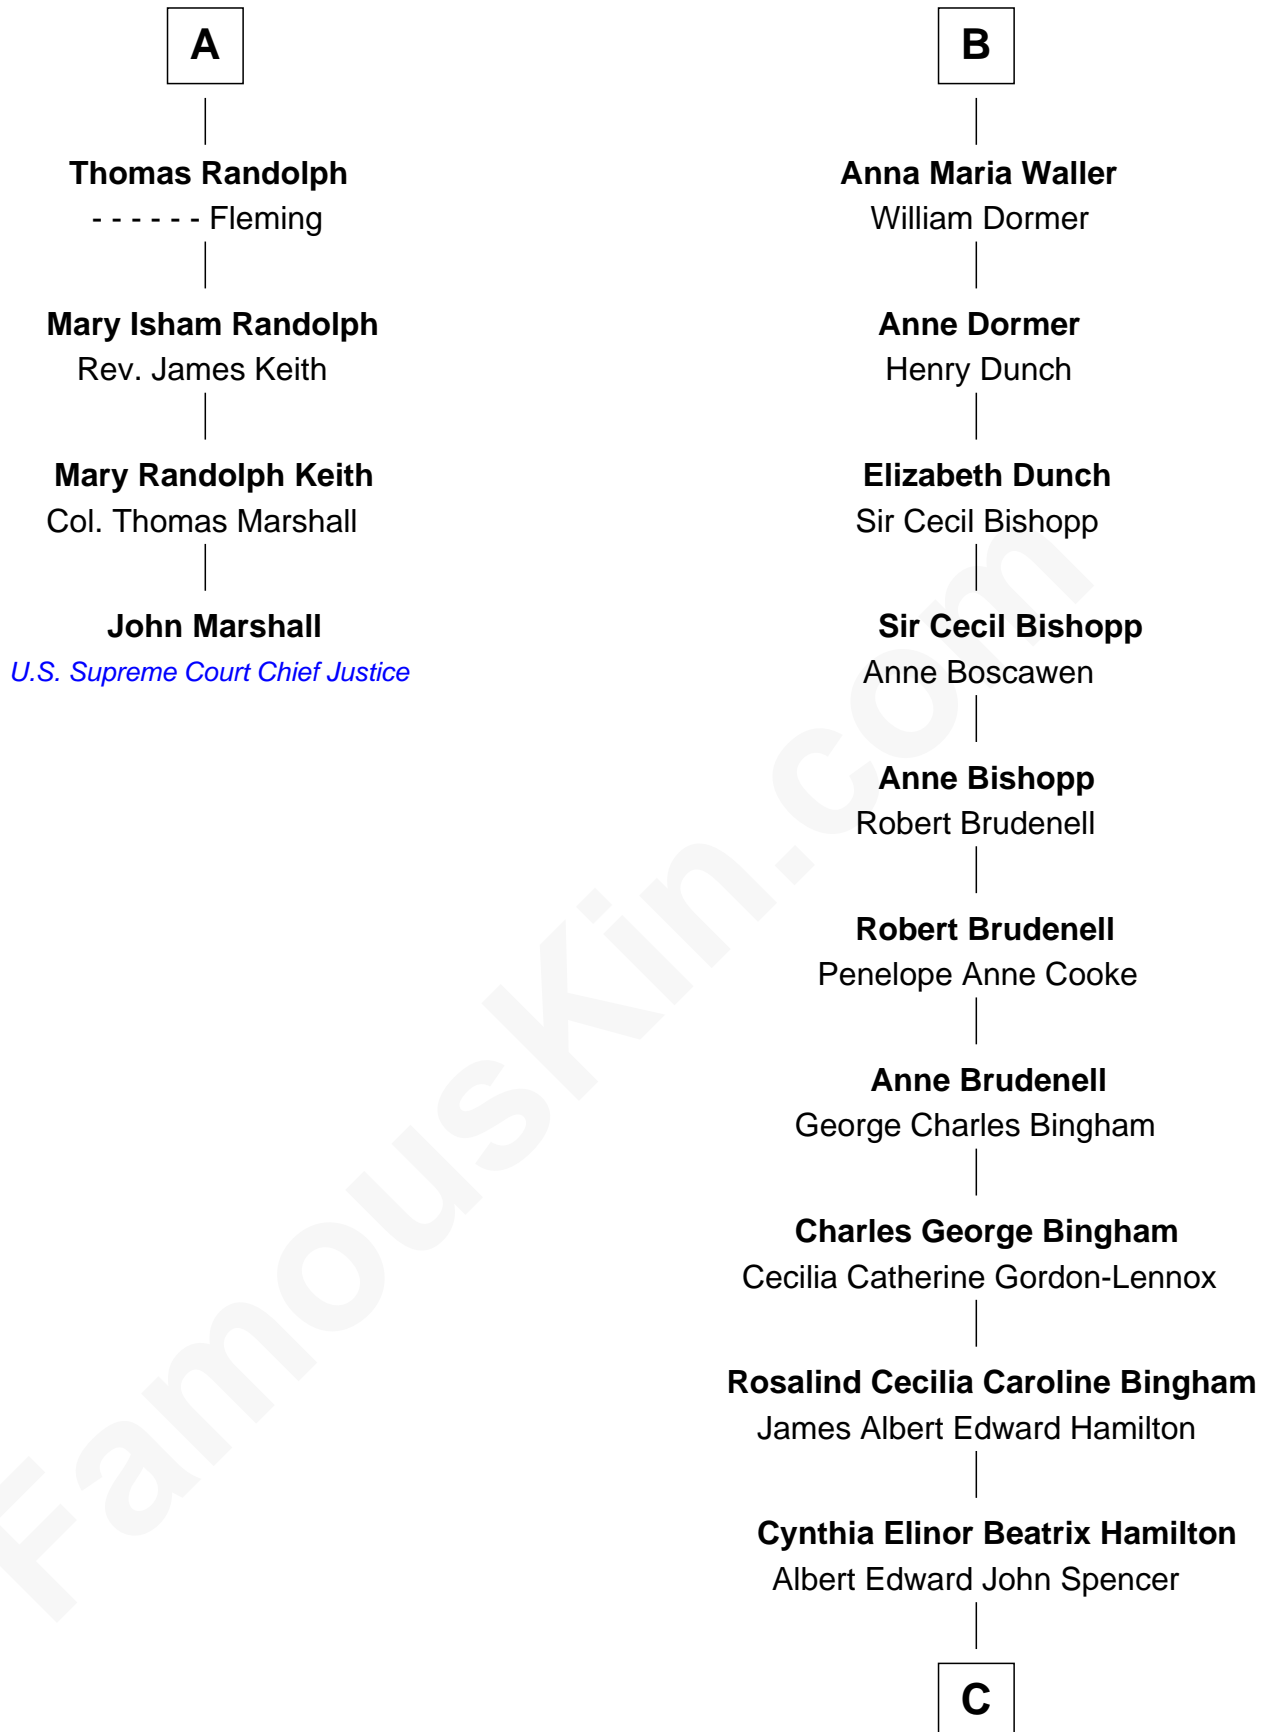 A
Thomas Randolph
- - - - - - Fleming
Mary Isham Randolph
Rev. James Keith
Mary Randolph Keith
Col. Thomas Marshall
John Marshall
U.S. Supreme Court Chief Justice
B
Anna Maria Waller
William Dormer
Anne Dormer
Henry Dunch
Elizabeth Dunch
Sir Cecil Bishopp
Sir Cecil Bishopp
Anne Boscawen
Anne Bishopp
Robert Brudenell
Robert Brudenell
Penelope Anne Cooke
Anne Brudenell
George Charles Bingham
Charles George Bingham
Cecilia Catherine Gordon-Lennox
Rosalind Cecilia Caroline Bingham
James Albert Edward Hamilton
Cynthia Elinor Beatrix Hamilton
Albert Edward John Spencer
C
FamousKin.com